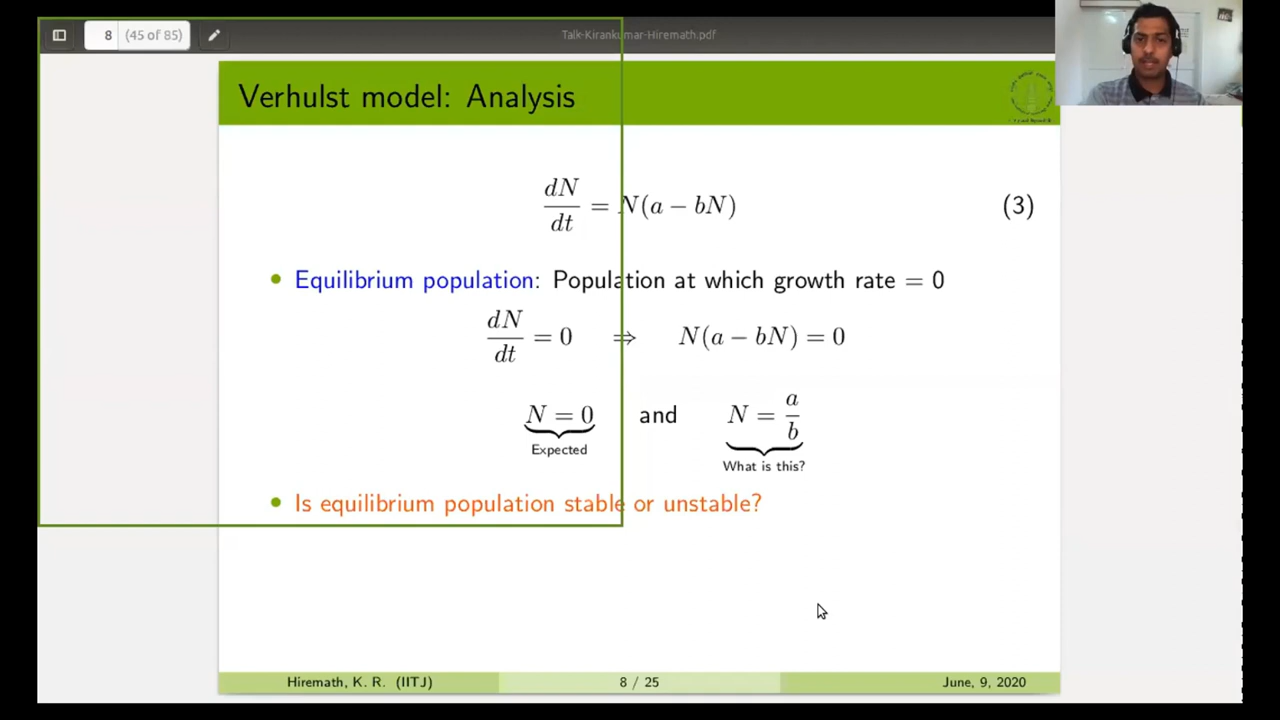 8 (45 of 85) Talk-Kirankumar-Hiremath.pdf
Verhulst model: Analysis
dN/dt = N(a − bN) (3)
• Equilibrium population: Population at which growth rate = 0
dN/dt = 0 ⇒ N(a − bN) = 0
N = 0 and N = a/b
Expected What is this?
• Is equilibrium population stable or unstable?
Hiremath, K. R. (IITJ) 8 / 25 June, 9, 2020